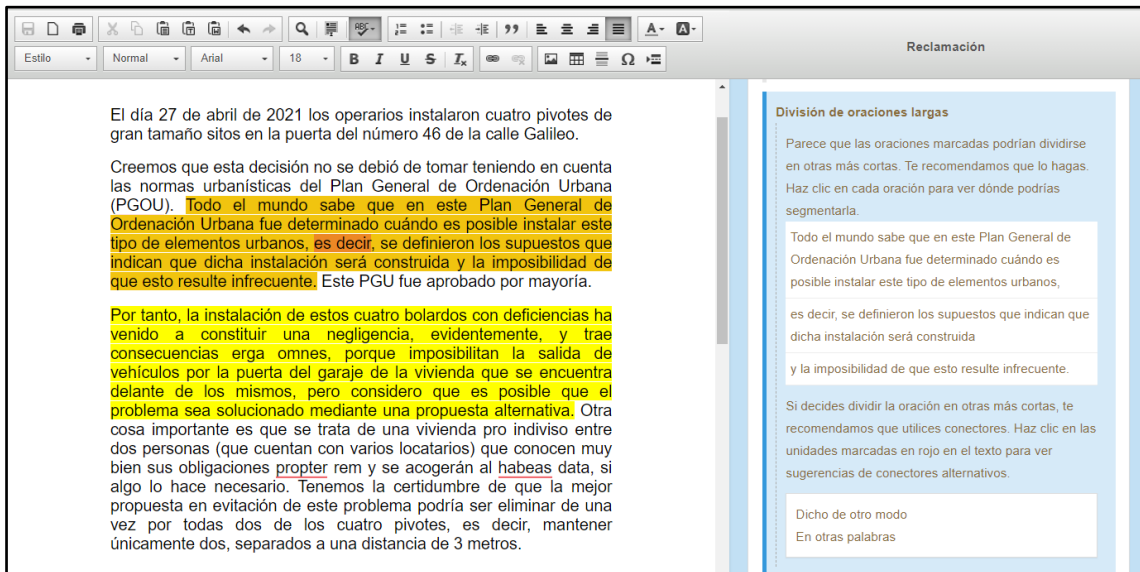 Estilo Normal Arial 18
Reclamación
El día 27 de abril de 2021 los operarios instalaron cuatro pivotes de
gran tamaño sitos en la puerta del número 46 de la calle Galileo.
Creemos que esta decisión no se debió de tomar teniendo en cuenta
las normas urbanísticas del Plan General de Ordenación Urbana
(PGOU). Todo el mundo sabe que en este Plan General de
Ordenación Urbana fue determinado cuándo es posible instalar este
tipo de elementos urbanos, es decir, se definieron los supuestos que
indican que dicha instalación será construida y la imposibilidad de
que esto resulte infrecuente. Este PGU fue aprobado por mayoría.
Por tanto, la instalación de estos cuatro bolardos con deficiencias ha
venido a constituir una negligencia, evidentemente, y trae
consecuencias erga omnes, porque imposibilitan la salida de
vehículos por la puerta del garaje de la vivienda que se encuentra
delante de los mismos, pero considero que es posible que el
problema sea solucionado mediante una propuesta alternativa. Otra
cosa importante es que se trata de una vivienda pro indiviso entre
dos personas (que cuentan con varios locatarios) que conocen muy
bien sus obligaciones propter rem y se acogerán al habeas data, si
algo lo hace necesario. Tenemos la certidumbre de que la mejor
propuesta en evitación de este problema podría ser eliminar de una
vez por todas dos de los cuatro pivotes, es decir, mantener
únicamente dos, separados a una distancia de 3 metros.
División de oraciones largas
Parece que las oraciones marcadas podrían dividirse
en otras más cortas. Te recomendamos que lo hagas.
Haz clic en cada oración para ver dónde podrías
segmentarla.
Todo el mundo sabe que en este Plan General de
Ordenación Urbana fue determinado cuándo es
posible instalar este tipo de elementos urbanos,
es decir, se definieron los supuestos que indican que
dicha instalación será construida
y la imposibilidad de que esto resulte infrecuente.
Si decides dividir la oración en otras más cortas, te
recomendamos que utilices conectores. Haz clic en las
unidades marcadas en rojo en el texto para ver
sugerencias de conectores alternativos.
Dicho de otro modo
En otras palabras